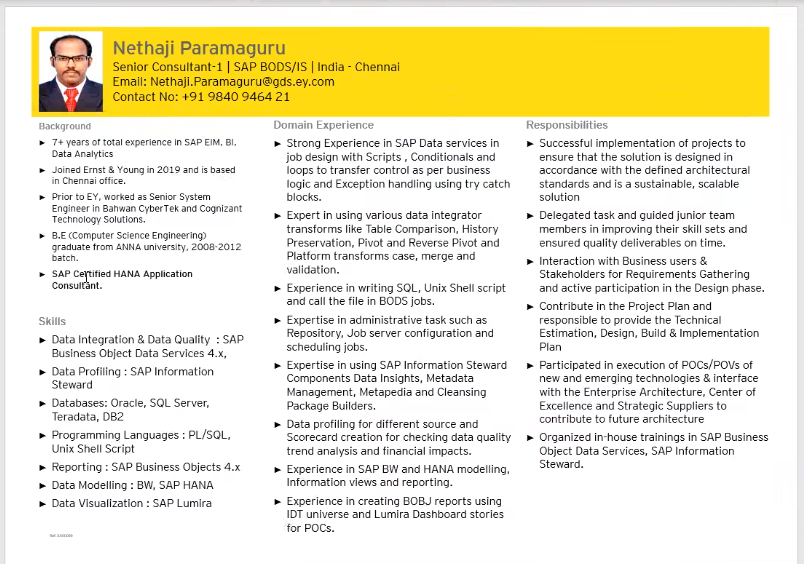 Nethaji Paramaguru
Senior Consultant-1 | SAP BODS/IS | India - Chennai
Email: Nethaji.Paramaguru@gds.ey.com
Contact No: +91 9840 9464 21
Background
► 7+ years of total experience in SAP EIM, BI,
Data Analytics
► Joined Ernst & Young in 2019 and is based
in Chennai office.
► Prior to EY, worked as Senior System
Engineer in Bahwan CyberTek and Cognizant
Technology Solutions.
► B.E (Computer Science Engineering)
graduate from ANNA university, 2008-2012
batch.
► SAP Certified HANA Application
Consultant.
Skills
► Data Integration & Data Quality : SAP
Business Object Data Services 4.x,
► Data Profiling : SAP Information
Steward
► Databases: Oracle, SQL Server,
Teradata, DB2
► Programming Languages : PL/SQL,
Unix Shell Script
► Reporting : SAP Business Objects 4.x
► Data Modelling : BW, SAP HANA
► Data Visualization : SAP Lumira
Domain Experience
► Strong Experience in SAP Data services in
job design with Scripts , Conditionals and
loops to transfer control as per business
logic and Exception handling using try catch
blocks.
► Expert in using various data integrator
transforms like Table Comparison, History
Preservation, Pivot and Reverse Pivot and
Platform transforms case, merge and
validation.
► Experience in writing SQL, Unix Shell script
and call the file in BODS jobs.
► Expertise in administrative task such as
Repository, Job server configuration and
scheduling jobs.
► Expertise in using SAP Information Steward
Components Data Insights, Metadata
Management, Metapedia and Cleansing
Package Builders.
► Data profiling for different source and
Scorecard creation for checking data quality
trend analysis and financial impacts.
► Experience in SAP BW and HANA modelling,
Information views and reporting.
► Experience in creating BOBJ reports using
IDT universe and Lumira Dashboard stories
for POCs.
Responsibilities
► Successful implementation of projects to
ensure that the solution is designed in
accordance with the defined architectural
standards and is a sustainable, scalable
solution
► Delegated task and guided junior team
members in improving their skill sets and
ensured quality deliverables on time.
► Interaction with Business users &
Stakeholders for Requirements Gathering
and active participation in the Design phase.
► Contribute in the Project Plan and
responsible to provide the Technical
Estimation, Design, Build & Implementation
Plan
► Participated in execution of POCs/POVs of
new and emerging technologies & interface
with the Enterprise Architecture, Center of
Excellence and Strategic Suppliers to
contribute to future architecture
► Organized in-house trainings in SAP Business
Object Data Services, SAP Information
Steward.